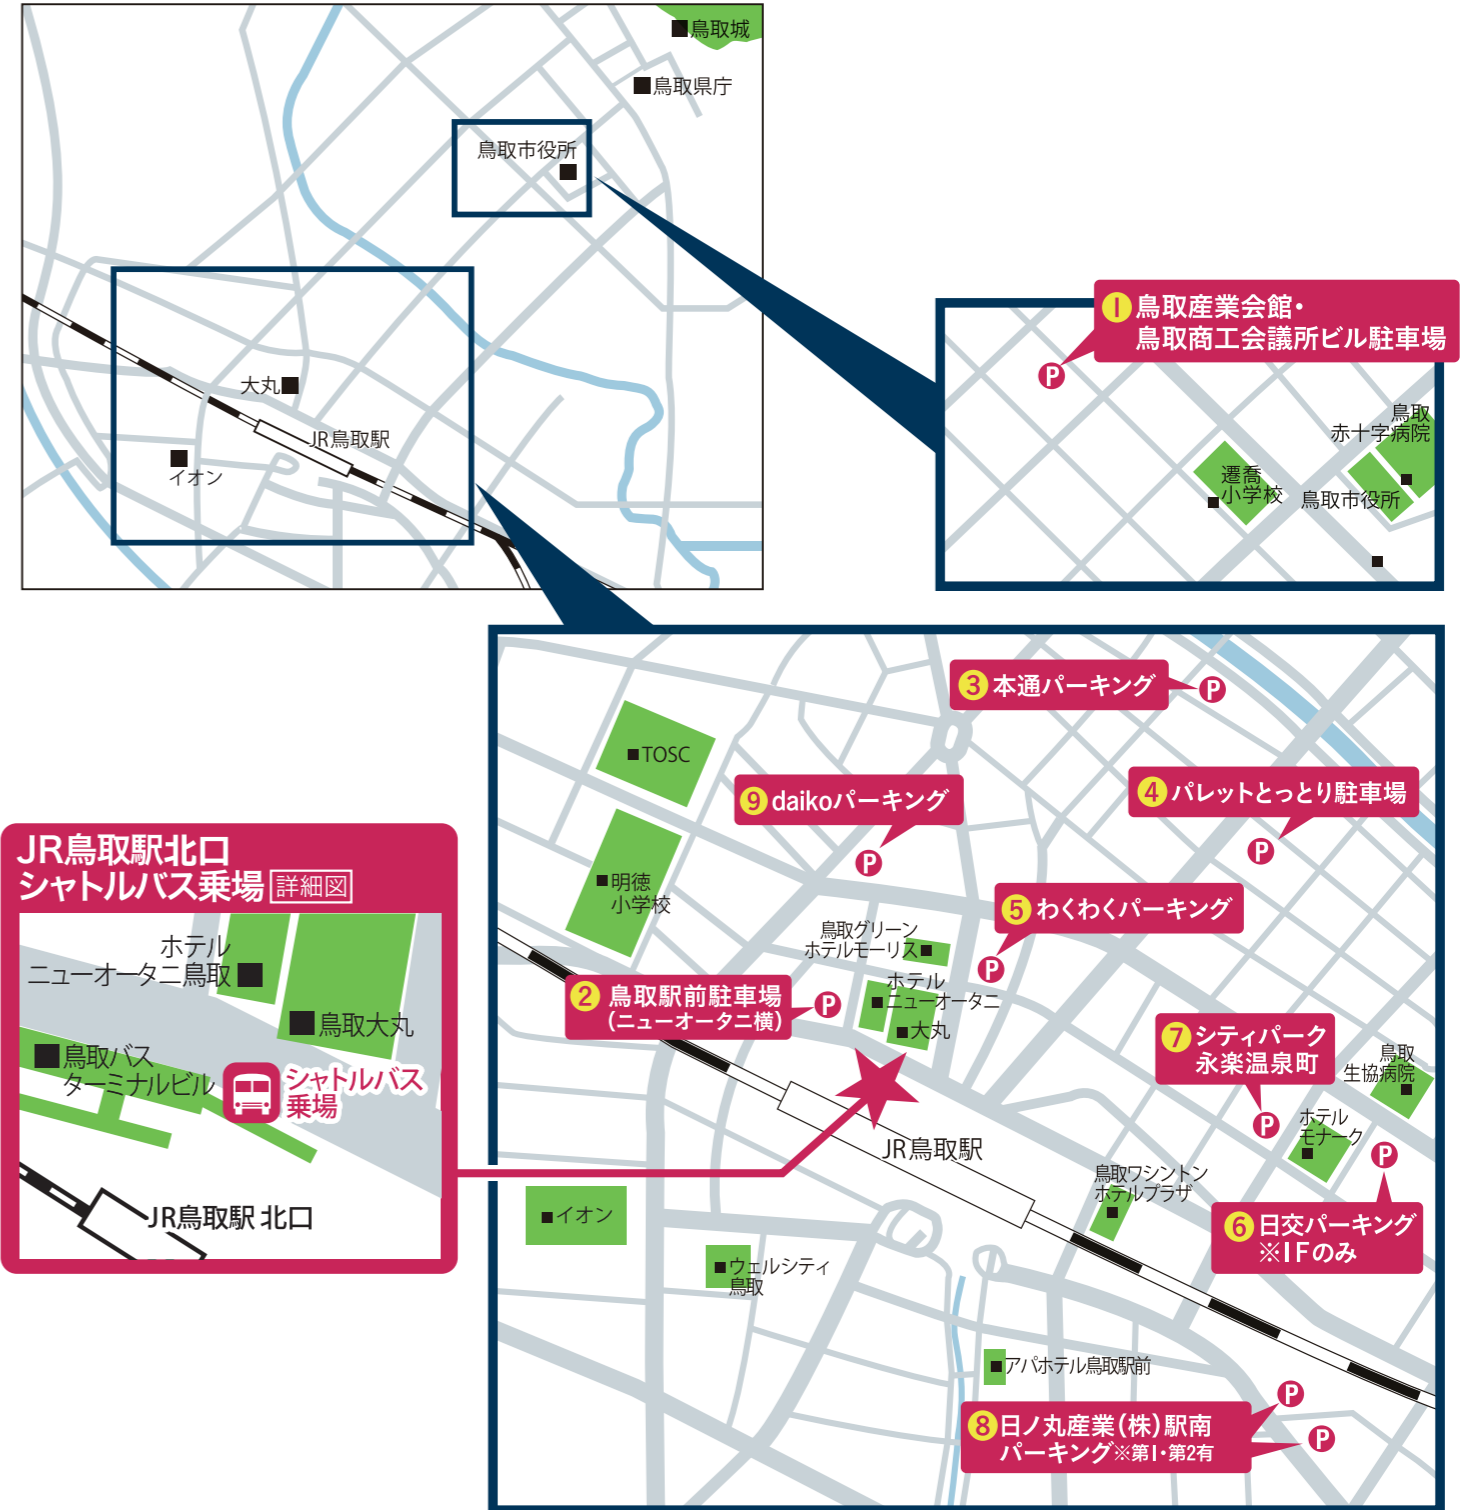 鳥取城
鳥取県庁
鳥取市役所
大丸
JR鳥取駅
イオン
1 鳥取産業会館・
鳥取商工会議所ビル駐車場
P
鳥取
赤十字病院
遷喬
小学校
鳥取市役所
3 本通パーキング
P
TOSC
9 daikoパーキング
P
4 パレットとっとり駐車場
P
明徳
小学校
5 わくわくパーキング
P
鳥取グリーン
ホテルモーリス
2 鳥取駅前駐車場
(ニューオータニ横)
P
ホテル
ニューオータニ
大丸
7 シティパーク
永楽温泉町
P
鳥取
生協病院
ホテル
モナーク
P
6 日交パーキング
※1Fのみ
JR鳥取駅
鳥取ワシントン
ホテルプラザ
イオン
ウェルシティ
鳥取
アパホテル鳥取駅前
8 日ノ丸産業(株)駅南
パーキング※第1・第2有
P
P
JR鳥取駅北口
シャトルバス乗場 詳細図
ホテル
ニューオータニ鳥取
鳥取大丸
鳥取バス
ターミナルビル
シャトルバス
乗場
JR鳥取駅 北口